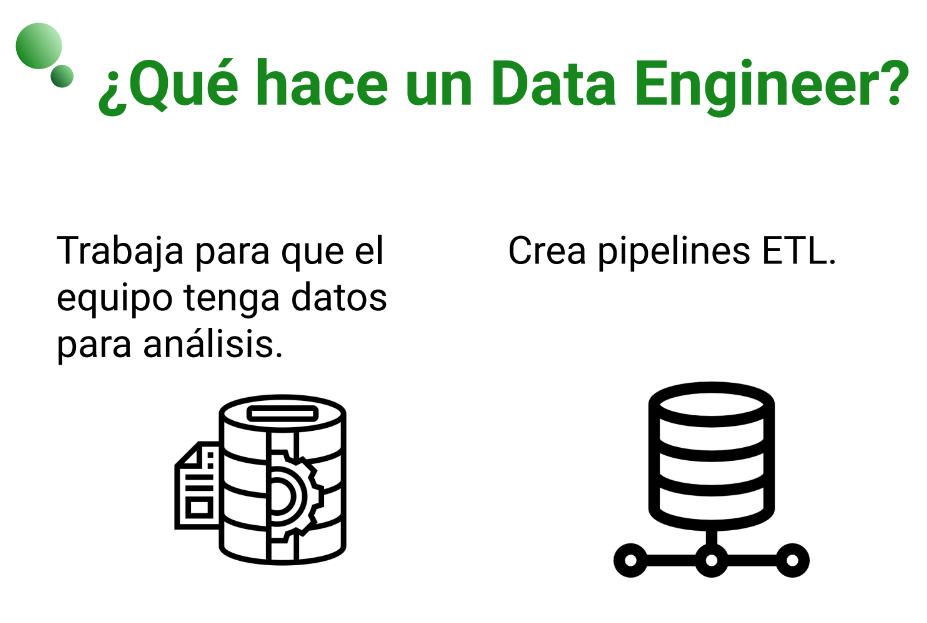 ¿Qué hace un Data Engineer?
Trabaja para que el
equipo tenga datos
para análisis.
Crea pipelines ETL.